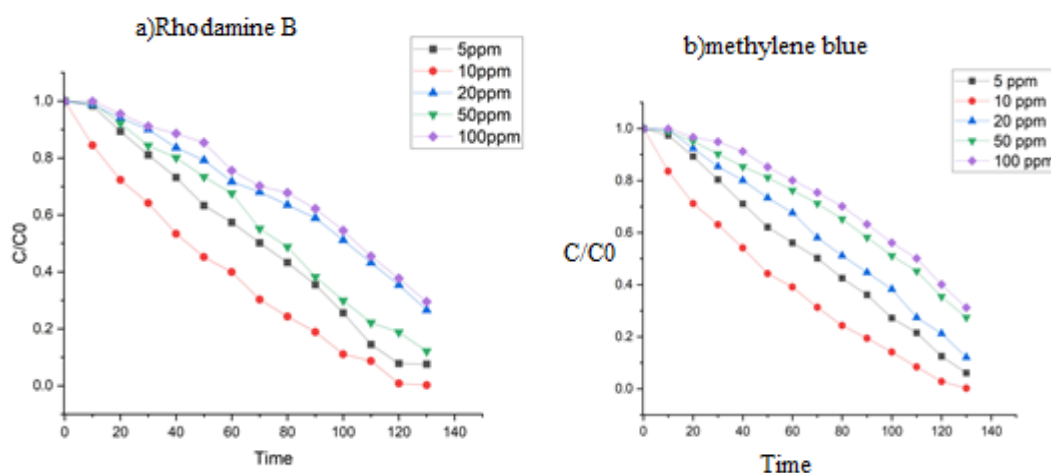 a)Rhodamine B
5ppm
10ppm
20ppm
50ppm
100ppm
C/C0
1.0
0.8
0.6
0.4
0.2
0.0
0 20 40 60 80 100 120 140
Time
b)methylene blue
5 ppm
10 ppm
20 ppm
50 ppm
100 ppm
C/C0
1.0
0.8
0.6
0.4
0.2
0.0
0 20 40 60 80 100 120 140
Time